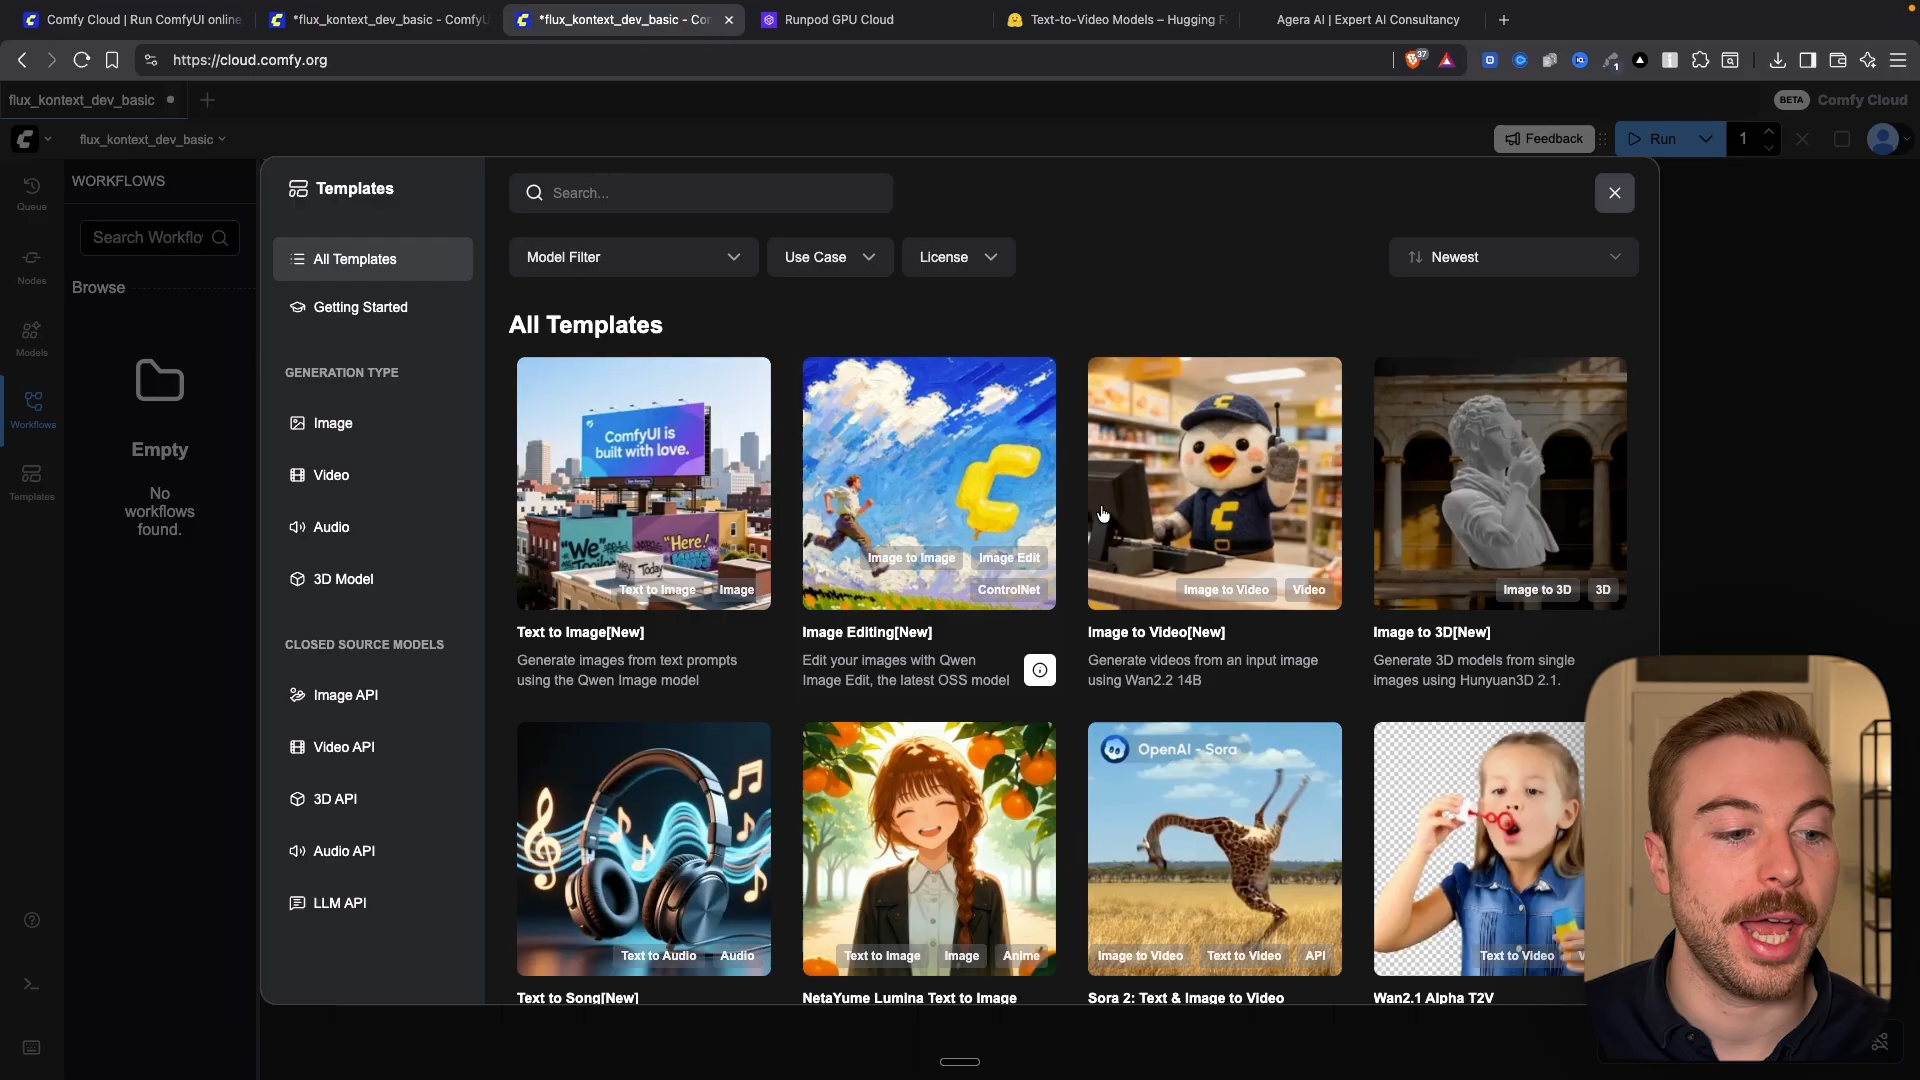 Comfy Cloud | Run ComfyUI online
*flux_kontext_dev_basic - ComfyU
*flux_kontext_dev_basic - Con
Runpod GPU Cloud
Text-to-Video Models – Hugging F
Agera AI | Expert AI Consultancy
https://cloud.comfy.org
37
1
flux_kontext_dev_basic
BETA
Comfy Cloud
flux_kontext_dev_basic
Feedback
Run
1
Queue
Nodes
Models
Workflows
Templates
WORKFLOWS
Search Workflo
Browse
Empty
No
workflows
found.
Templates
All Templates
Getting Started
GENERATION TYPE
Image
Video
Audio
3D Model
CLOSED SOURCE MODELS
Image API
Video API
3D API
Audio API
LLM API
Search...
Model Filter
Use Case
License
Newest
All Templates
ComfyUI is
built with love.
"We"
"Here!"
Today
Text to Image
Image
Text to Image[New]
Generate images from text prompts
using the Qwen Image model
Image to Image
Image Edit
ControlNet
Image Editing[New]
Edit your images with Qwen
Image Edit, the latest OSS model
Image to Video
Video
Image to Video[New]
Generate videos from an input image
using Wan2.2 14B
Image to 3D
3D
Image to 3D[New]
Generate 3D models from single
images using Hunyuan3D 2.1.
Text to Audio
Audio
Text to Song[New]
Text to Image
Image
Anime
NetaYume Lumina Text to Image
OpenAI - Sora
Image to Video
Text to Video
API
Sora 2: Text & Image to Video
Text to Video
Wan2.1 Alpha T2V